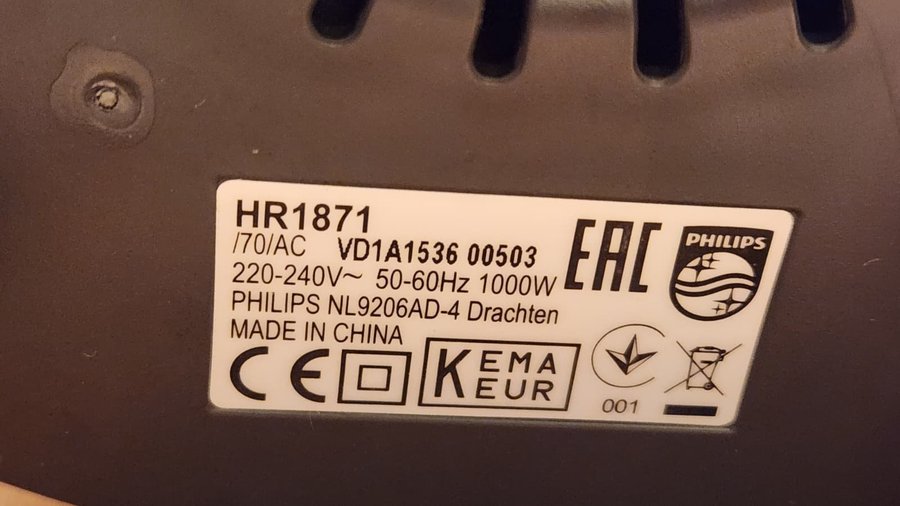 HR1871
/70/AC VD1A1536 00503
220-240V~ 50-60Hz 1000W
PHILIPS NL9206AD-4 Drachten
MADE IN CHINA
EAC
PHILIPS
CE
KEMA
KEUR
001